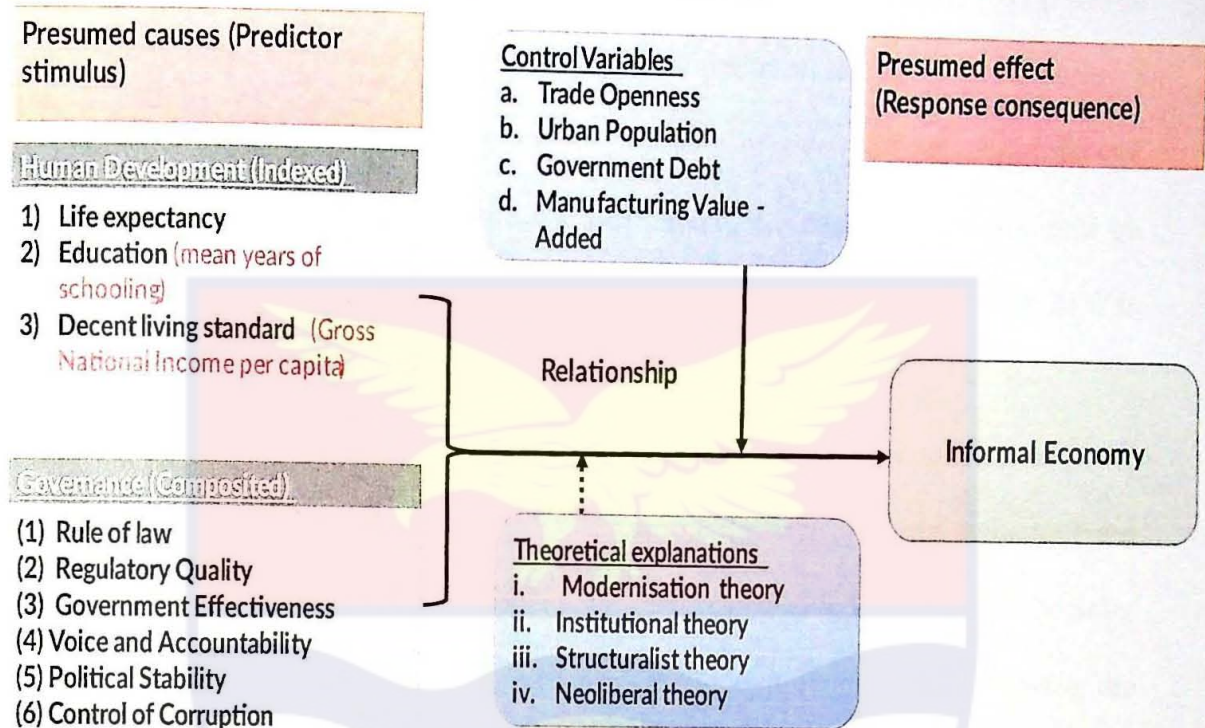 Presumed causes (Predictor
stimulus)
Human Development (Indexed)
1) Life expectancy
2) Education (mean years of
schooling)
3) Decent living standard (Gross
National Income per capita)
Governance (Composited)
(1) Rule of law
(2) Regulatory Quality
(3) Government Effectiveness
(4) Voice and Accountability
(5) Political Stability
(6) Control of Corruption
Control Variables
a. Trade Openness
b. Urban Population
c. Government Debt
d. Manufacturing Value -
Added
Relationship
Theoretical explanations
i. Modernisation theory
ii. Institutional theory
iii. Structuralist theory
iv. Neoliberal theory
Presumed effect
(Response consequence)
Informal Economy